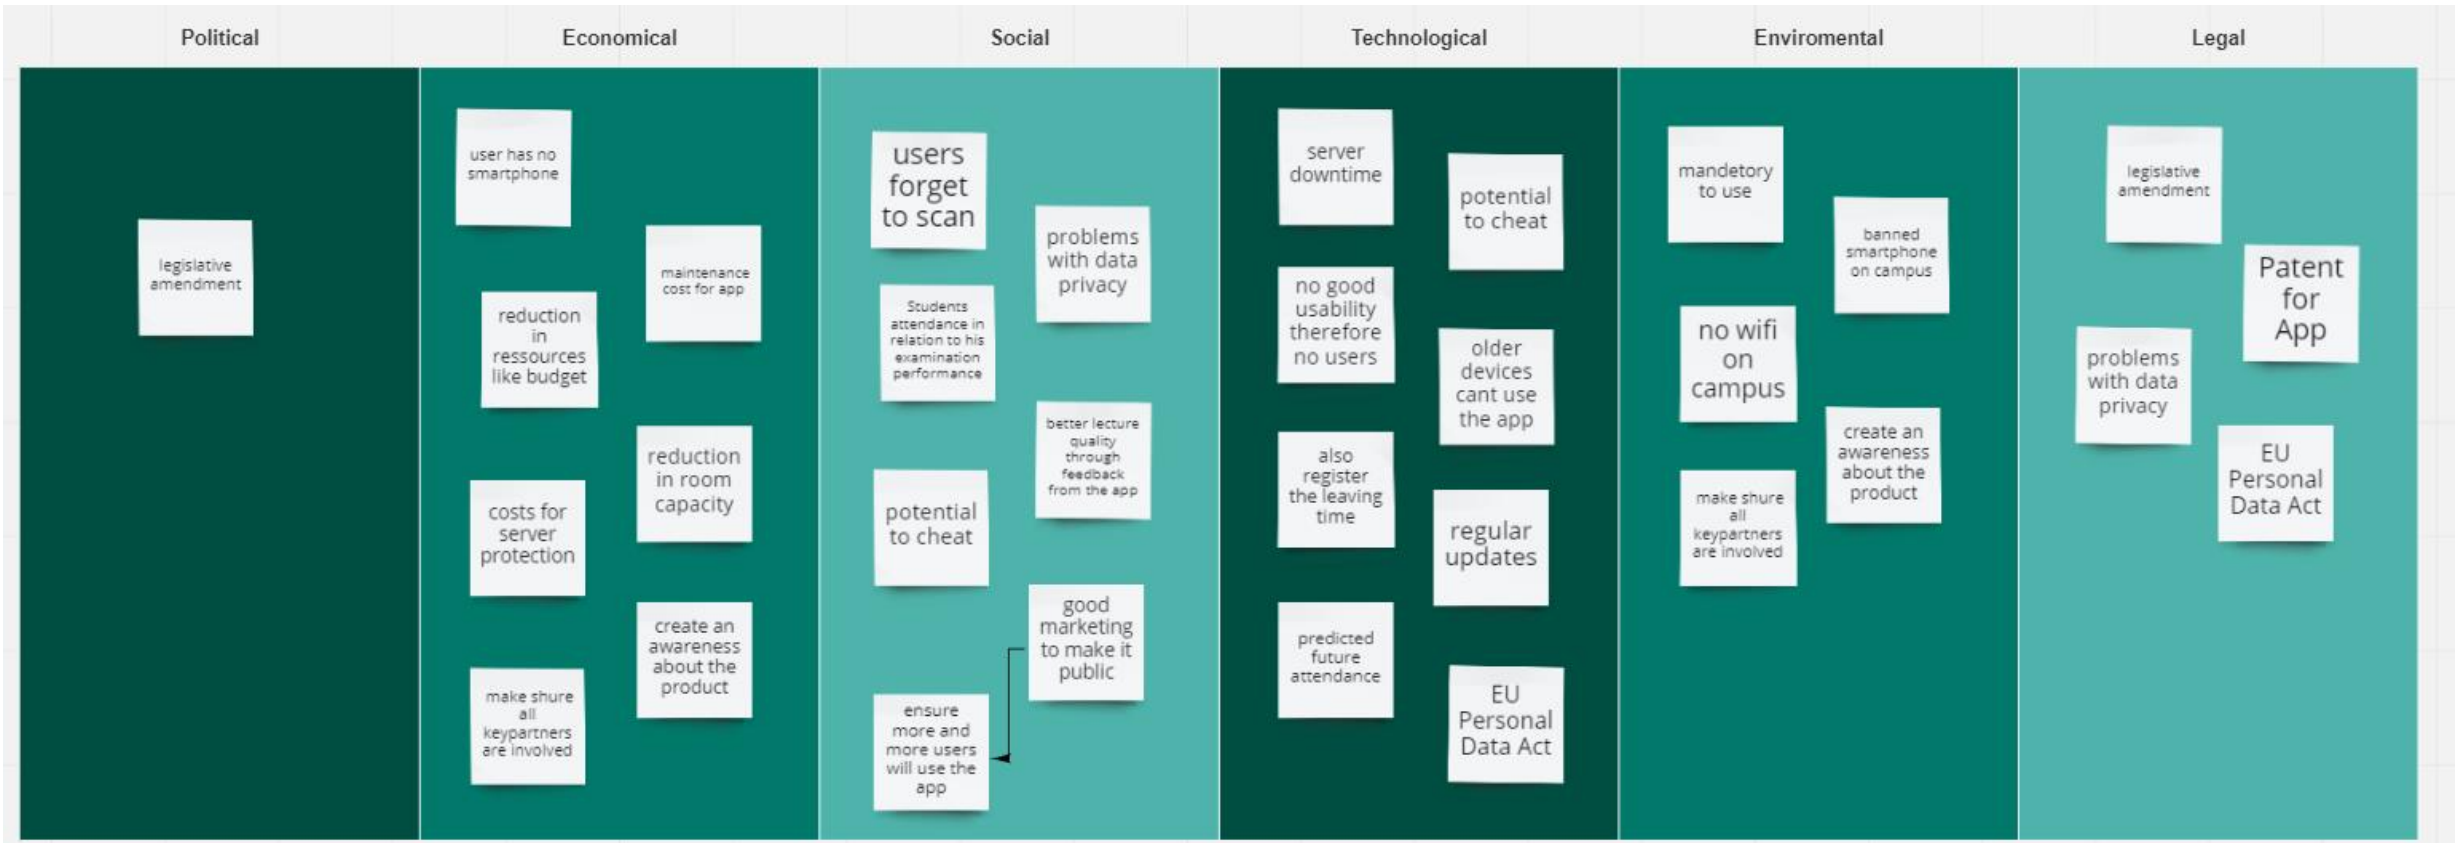 Political
Economical
Social
Technological
Enviromental
Legal
legislative
amendment
user has no
smartphone
maintenance
cost for app
reduction
in
ressources
like budget
reduction
in room
capacity
costs for
server
protection
create an
awareness
about the
product
make shure
all
keypartners
are involved
users
forget
to scan
problems
with data
privacy
Students
attendance in
relation to his
examination
performance
better lecture
quality
through
feedback
from the app
potential
to cheat
good
marketing
to make it
public
ensure
more and
more users
will use the
app
server
downtime
potential
to cheat
no good
usability
therefore
no users
older
devices
cant use
the app
also
register
the leaving
time
regular
updates
predicted
future
attendance
EU
Personal
Data Act
mandetory
to use
banned
smartphone
on campus
no wifi
on
campus
create an
awareness
about the
product
make shure
all
keypartners
are involved
legislative
amendment
Patent
for
App
problems
with data
privacy
EU
Personal
Data Act